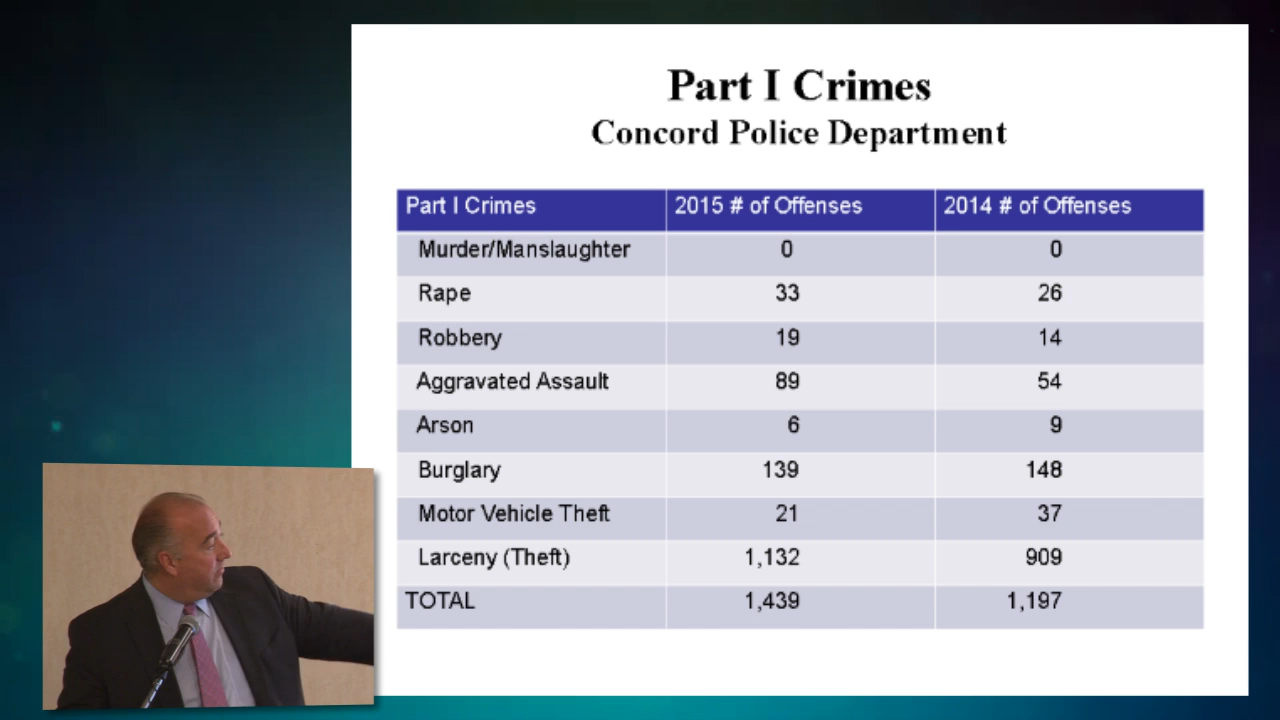 Part I Crimes
Concord Police Department
Part I Crimes 2015 # of Offenses 2014 # of Offenses
Murder/Manslaughter 0 0
Rape 33 26
Robbery 19 14
Aggravated Assault 89 54
Arson 6 9
Burglary 139 148
Motor Vehicle Theft 21 37
Larceny (Theft) 1,132 909
TOTAL 1,439 1,197